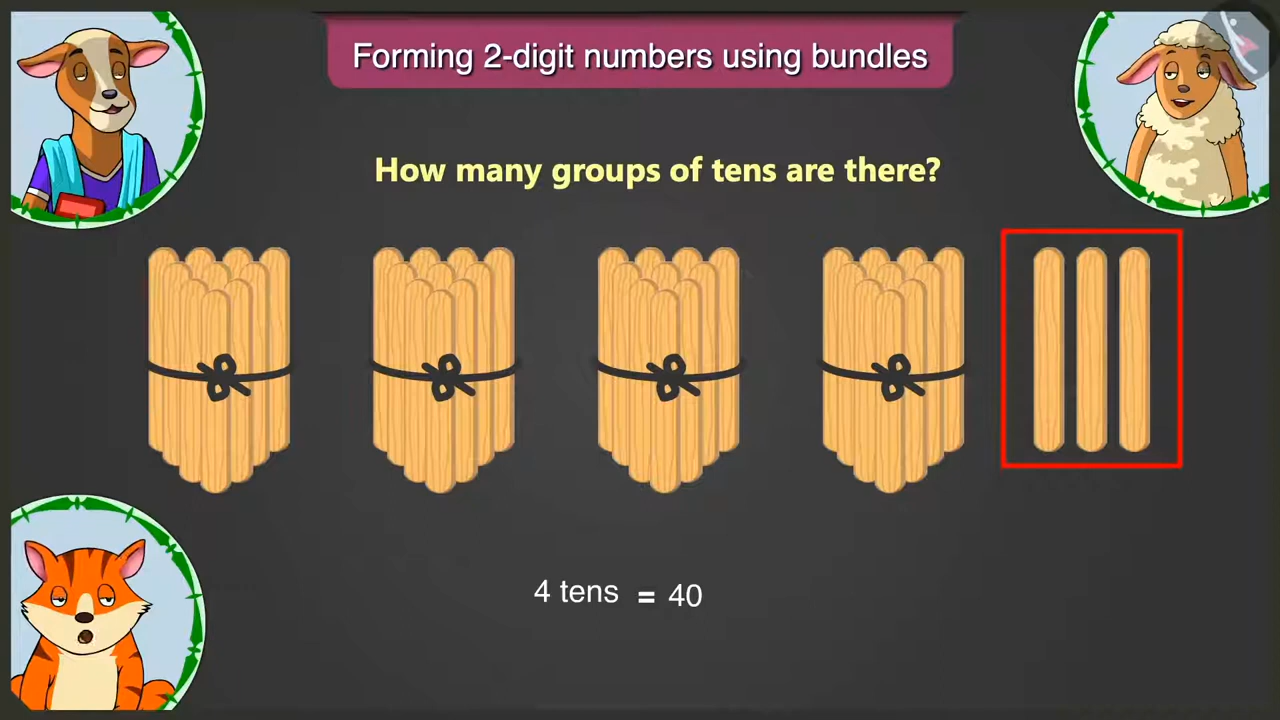 Forming 2-digit numbers using bundles
How many groups of tens are there?
4 tens = 40